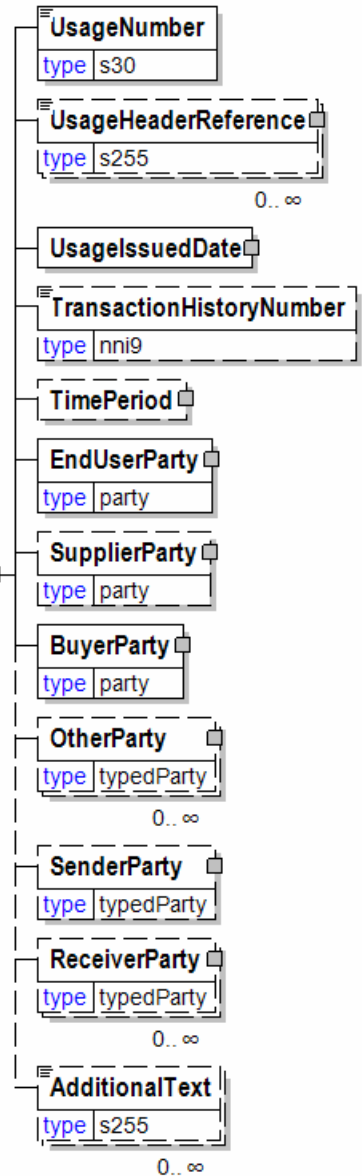 UsageNumber
type s30
UsageHeaderReference
type s255
0.. ∞
UsageIssuedDate
TransactionHistoryNumber
type nni9
TimePeriod
EndUserParty
type party
SupplierParty
type party
BuyerParty
type party
OtherParty
type typedParty
0.. ∞
SenderParty
type typedParty
ReceiverParty
type typedParty
0.. ∞
AdditionalText
type s255
0.. ∞